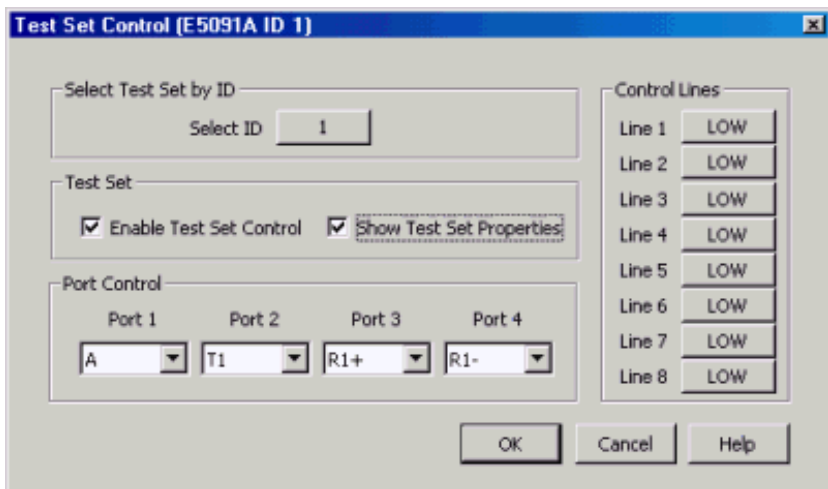 Test Set Control (E5091A ID 1)
Select Test Set by ID
Select ID 1
Test Set
Enable Test Set Control Show Test Set Properties
Port Control
Port 1 Port 2 Port 3 Port 4
A T1 R1+ R1-
Control Lines
Line 1 LOW
Line 2 LOW
Line 3 LOW
Line 4 LOW
Line 5 LOW
Line 6 LOW
Line 7 LOW
Line 8 LOW
OK Cancel Help